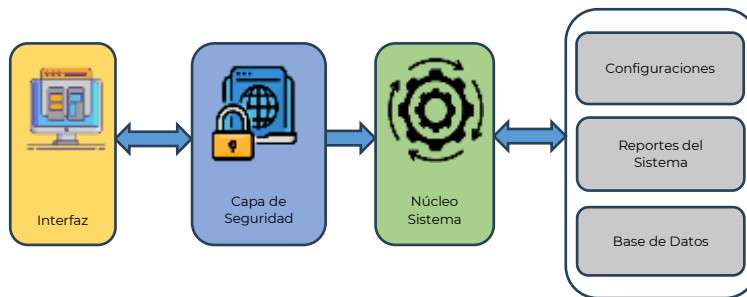 Interfaz
Capa de
Seguridad
Núcleo
Sistema
Configuraciones
Reportes del
Sistema
Base de Datos